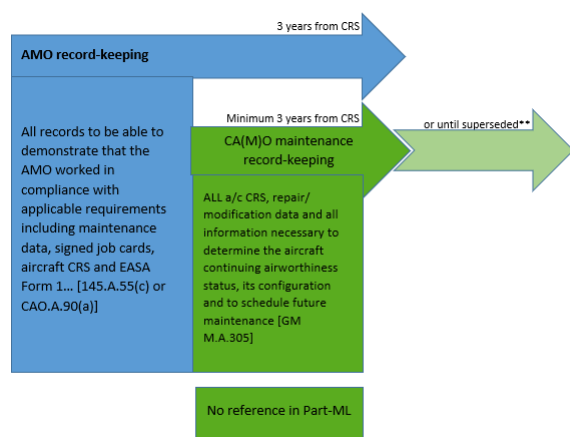 3 years from CRS
AMO record-keeping
Minimum 3 years from CRS
or until superseded**
CA(M)O maintenance
record-keeping
All records to be able to
demonstrate that the
AMO worked in
compliance with
applicable requirements
including maintenance
data, signed job cards,
aircraft CRS and EASA
Form 1... [145.A.55(c) or
CAO.A.90(a)]
ALL a/c CRS, repair/
modification data and all
information necessary to
determine the aircraft
continuing airworthiness
status, its configuration
and to schedule future
maintenance [GM
M.A.305]
No reference in Part-ML